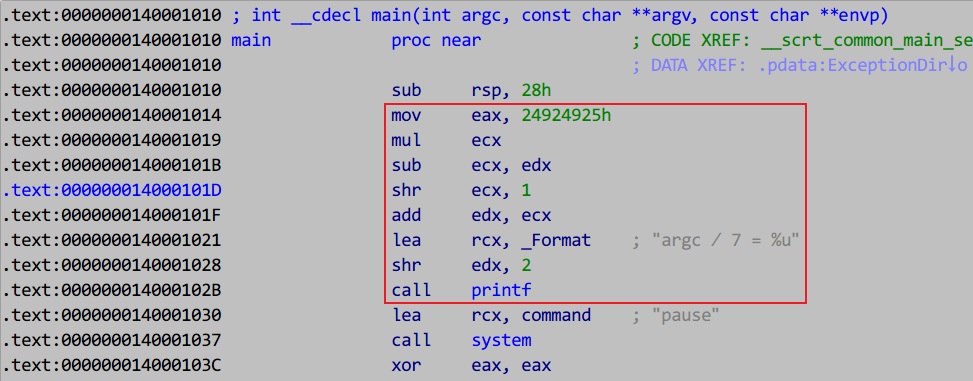 .text:0000000140001010 ; int __cdecl main(int argc, const char **argv, const char **envp)
.text:0000000140001010 main proc near ; CODE XREF: __scrt_common_main_se
.text:0000000140001010 ; DATA XREF: .pdata:ExceptionDir↓o
.text:0000000140001010 sub rsp, 28h
.text:0000000140001014 mov eax, 24924925h
.text:0000000140001019 mul ecx
.text:000000014000101B sub ecx, edx
.text:000000014000101D shr ecx, 1
.text:000000014000101F add edx, ecx
.text:0000000140001021 lea rcx, _Format ; "argc / 7 = %u"
.text:0000000140001028 shr edx, 2
.text:000000014000102B call printf
.text:0000000140001030 lea rcx, command ; "pause"
.text:0000000140001037 call system
.text:000000014000103C xor eax, eax